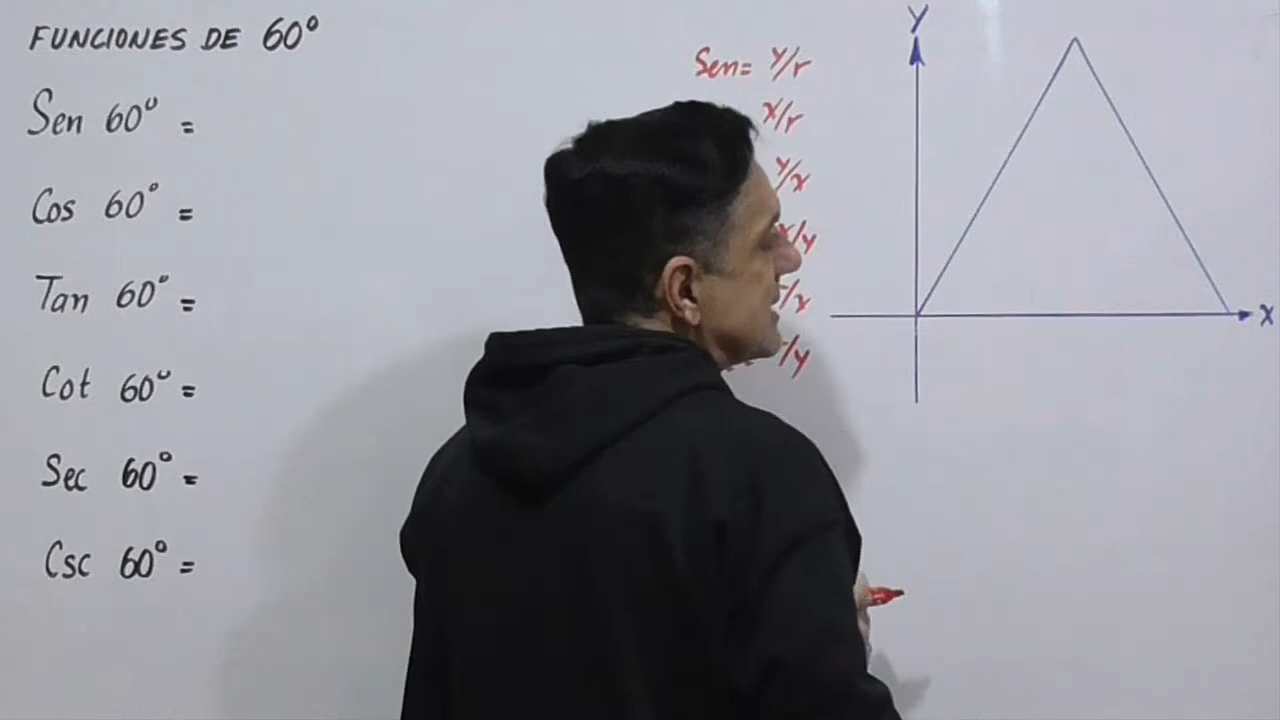 FUNCIONES DE 60°
Sen 60° =
Cos 60° =
Tan 60° =
Cot 60° =
Sec 60° =
Csc 60° =
Sen= y/r
x/r
y/x
x/y
/x
/y
Y
X